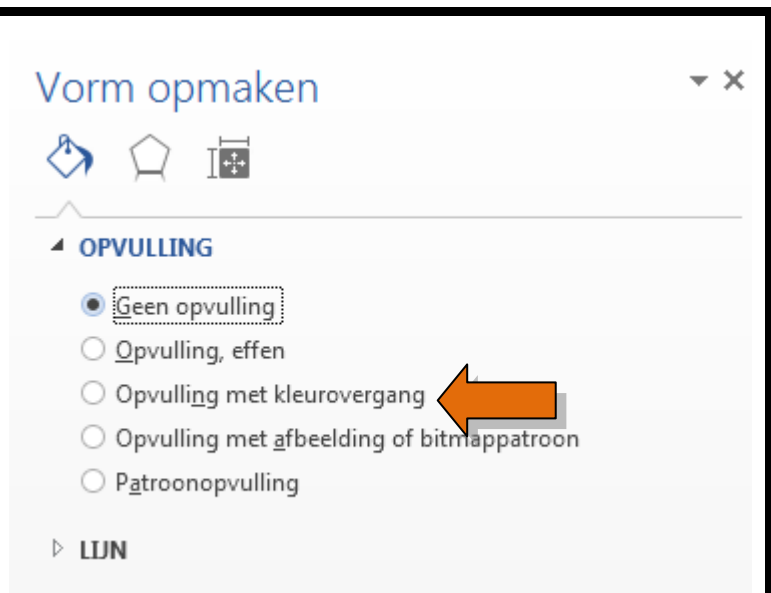 Vorm opmaken
OPVULLING
Geen opvulling
Opvulling, effen
Opvulling met kleurovergang
Opvulling met afbeelding of bitmappatroon
Patroonopvulling
LIJN